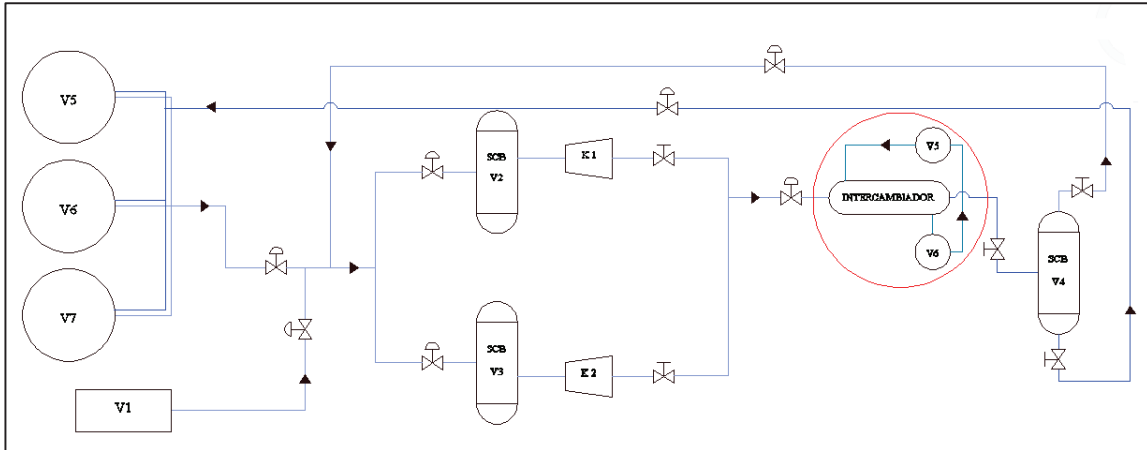 V5
V6
V7
V1
SCB
V2
K 1
SCB
V3
K 2
V5
INTERCAMBIADOR
V6
SCB
V4